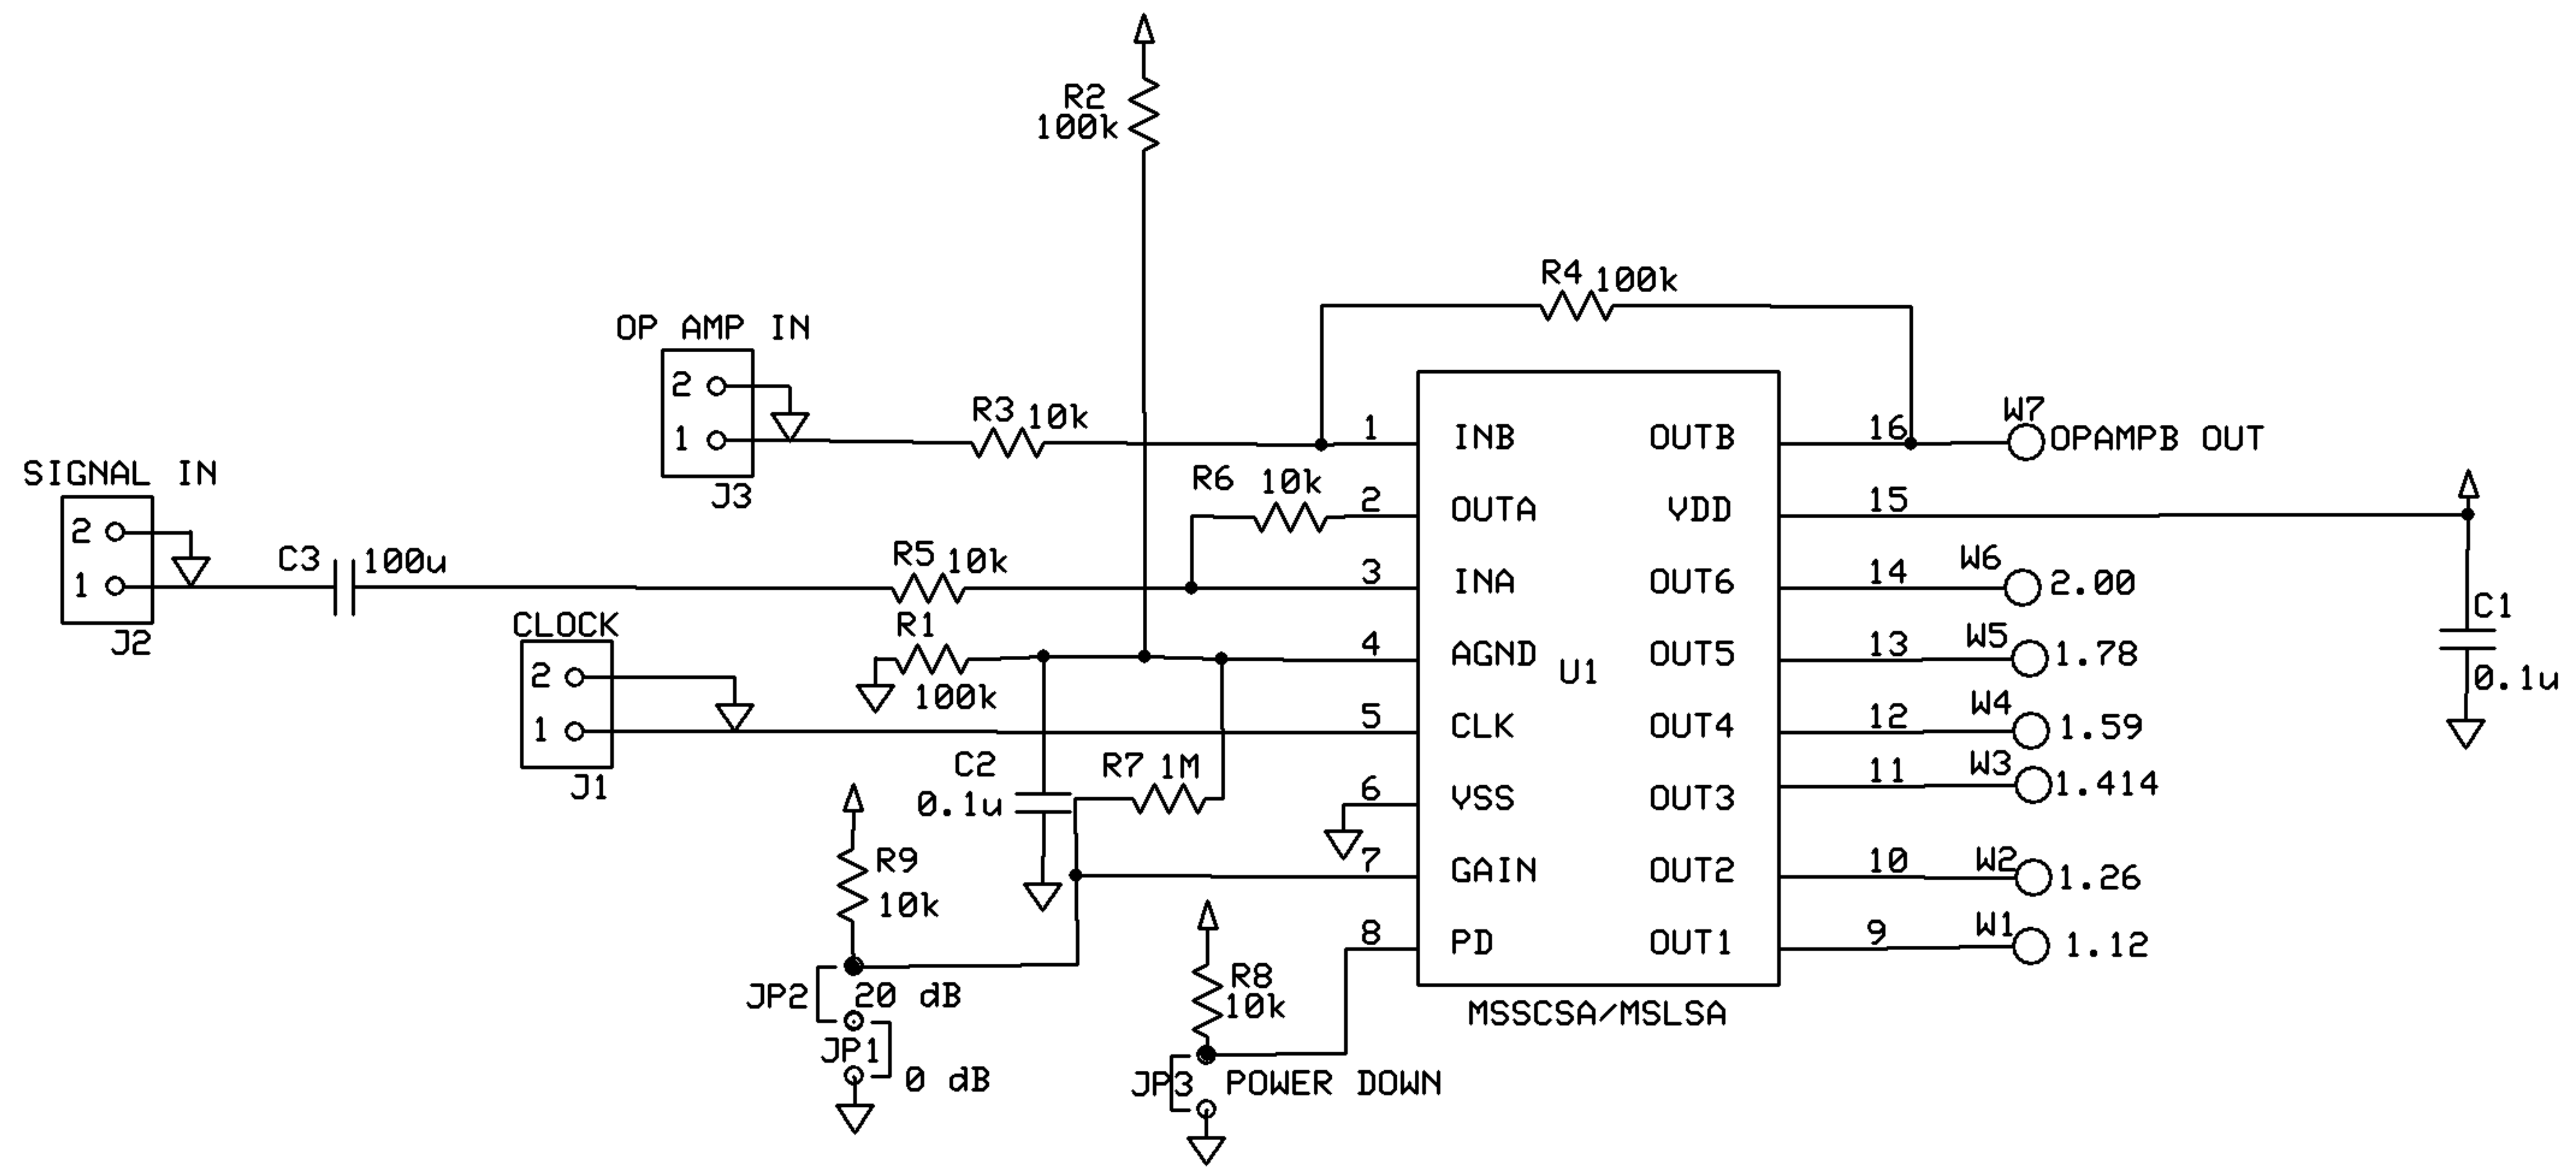 R2
100k
R4 100k
OP AMP IN
2
1
J3
R3 10k
SIGNAL IN
2
1
J2
C3 100u
R5 10k
R6 10k
CLOCK
2
1
J1
R1
100k
C2
0.1u
R7 1M
R9
10k
JP2
20 dB
JP1
0 dB
R8
10k
JP3 POWER DOWN
1 INB OUTB 16 W7 OPAMPB OUT
2 OUTA VDD 15
3 INA OUT6 14 W6 2.00
4 AGND OUT5 13 W5 1.78
U1
5 CLK OUT4 12 W4 1.59
6 VSS OUT3 11 W3 1.414
7 GAIN OUT2 10 W2 1.26
8 PD OUT1 9 W1 1.12
MSSCSA/MSLSA
C1
0.1u